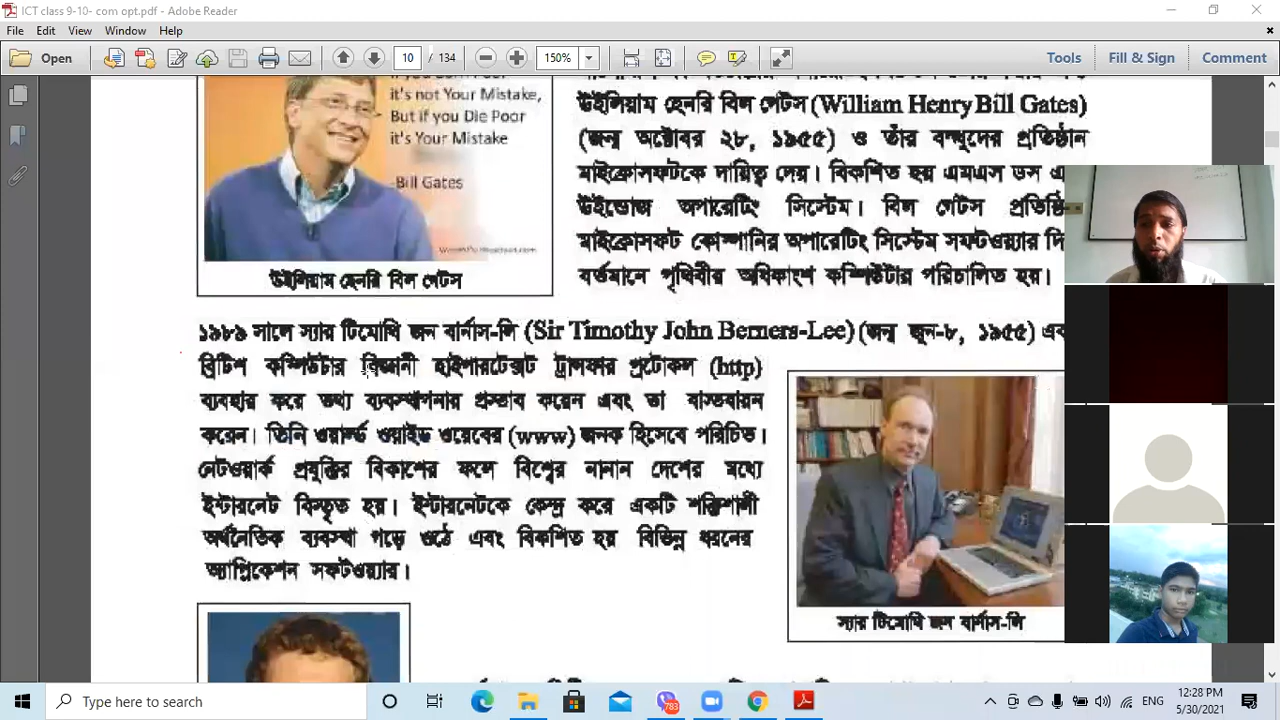 ICT class 9-10- com opt.pdf - Adobe Reader
File Edit View Window Help
Open 10 / 134 150% Tools Fill & Sign Comment
it's not Your Mistake,
But if you Die Poor
it's Your Mistake
-Bill Gates
উইলিয়াম হেনরি বিল গেটস
উইলিয়াম হেনরি বিল গেটস (William Henry Bill Gates)
(জন্ম অক্টোবর ২৮, ১৯৫৫) ও তাঁর বন্ধুদের প্রতিষ্ঠান
মাইক্রোসফটকে দায়িত্ব দেয়। বিকশিত হয় এমএস ডস এ
উইন্ডোজ অপারেটিং সিস্টেম। বিল গেটস প্রতিষ্ঠি
মাইক্রোসফট কোম্পানির অপারেটিং সিস্টেম সফটওয়্যার দি
বর্তমানে পৃথিবীর অধিকাংশ কম্পিউটার পরিচালিত হয়।
১৯৮৯ সালে স্যার টিমোথি জন বার্নাস-লি (Sir Timothy John Berners-Lee) (জন্ম জুন-৮, ১৯৫৫) এক
ব্রিটিশ কম্পিউটার বিজ্ঞানী হাইপারটেক্সট ট্রান্সফার প্রটোকল (http)
ব্যবহার করে তথ্য ব্যবস্থাপনার প্রস্তাব করেন এবং তা বাস্তবায়ন
করেন। তিনি ওয়ার্ল্ড ওয়াইড ওয়েবের (www) জনক হিসেবে পরিচিত।
নেটওয়ার্ক প্রযুক্তির বিকাশের ফলে বিশ্বের নানান দেশের মধ্যে
ইন্টারনেট বিস্তৃত হয়। ইন্টারনেটকে কেন্দ্র করে একটি শক্তিশালী
অর্থনৈতিক ব্যবস্থা গড়ে ওঠে এবং বিকশিত হয় বিভিন্ন ধরনের
অ্যাপ্লিকেশন সফটওয়্যার।
স্যার টিমোথি জন বার্নাস-লি
Type here to search
783
ENG
12:28 PM
5/30/2021